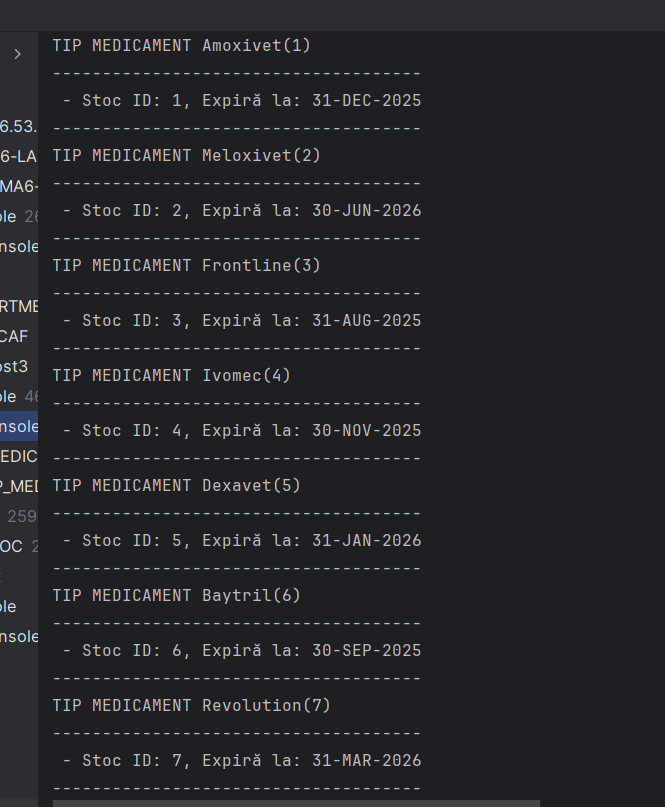 TIP MEDICAMENT Amoxivet(1)
-------------------------------------
- Stoc ID: 1, Expiră la: 31-DEC-2025
-------------------------------------
TIP MEDICAMENT Meloxivet(2)
-------------------------------------
- Stoc ID: 2, Expiră la: 30-JUN-2026
-------------------------------------
TIP MEDICAMENT Frontline(3)
-------------------------------------
- Stoc ID: 3, Expiră la: 31-AUG-2025
-------------------------------------
TIP MEDICAMENT Ivomec(4)
-------------------------------------
- Stoc ID: 4, Expiră la: 30-NOV-2025
-------------------------------------
TIP MEDICAMENT Dexavet(5)
-------------------------------------
- Stoc ID: 5, Expiră la: 31-JAN-2026
-------------------------------------
TIP MEDICAMENT Baytril(6)
-------------------------------------
- Stoc ID: 6, Expiră la: 30-SEP-2025
-------------------------------------
TIP MEDICAMENT Revolution(7)
-------------------------------------
- Stoc ID: 7, Expiră la: 31-MAR-2026
-------------------------------------
6.53.
6-LA
MA6-
ole 26
nsole
RTME
CAF
ost3
ole 46
nsole
EDIC
P_MED
259
OC 2
ole
nsole